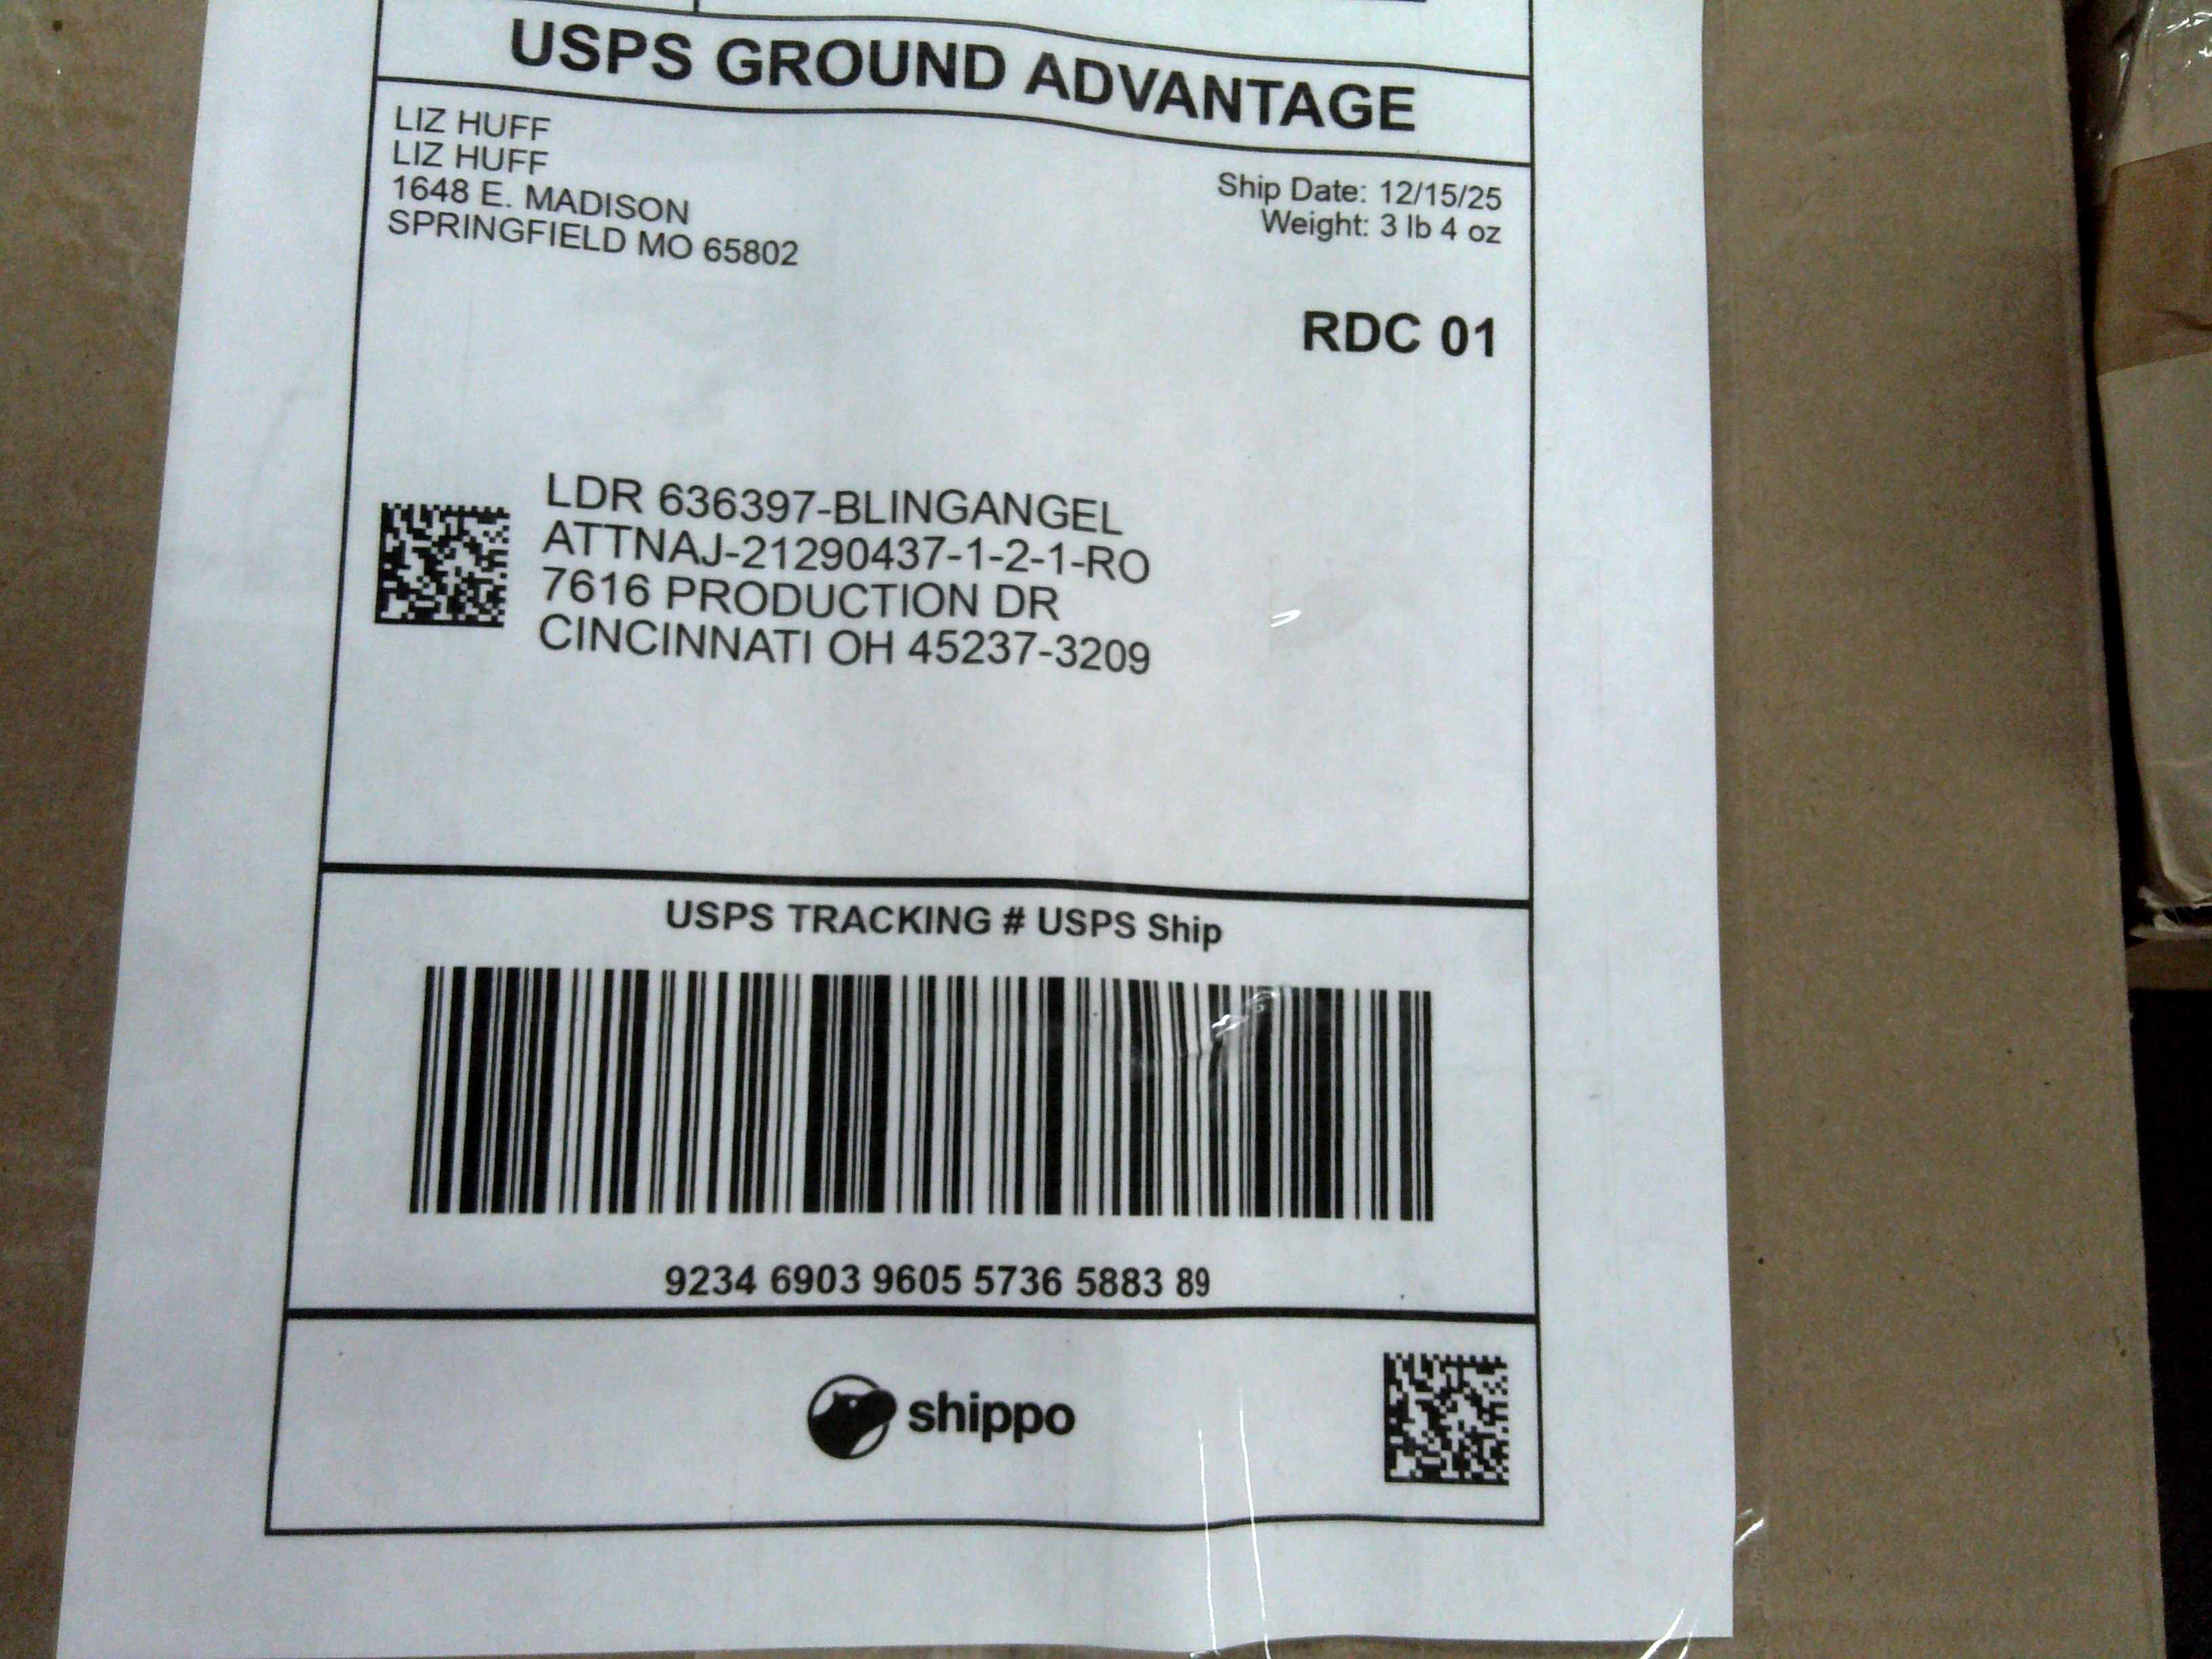 USPS GROUND ADVANTAGE
LIZ HUFF
LIZ HUFF
1648 E. MADISON
SPRINGFIELD MO 65802
Ship Date: 12/15/25
Weight: 3 lb 4 oz
RDC 01
LDR 636397-BLINGANGEL
ATTNAJ-21290437-1-2-1-RO
7616 PRODUCTION DR
CINCINNATI OH 45237-3209
USPS TRACKING # USPS Ship
9234 6903 9605 5736 5883 89
shippo